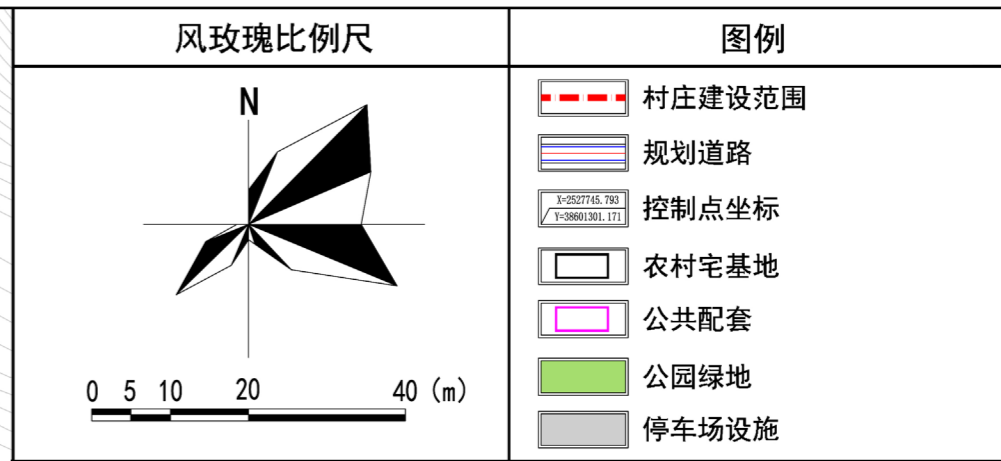 风玫瑰比例尺
N
0 5 10 20 40 (m)
图例
村庄建设范围
规划道路
X=2527745.793
Y=38601301.171
控制点坐标
农村宅基地
公共配套
公园绿地
停车场设施